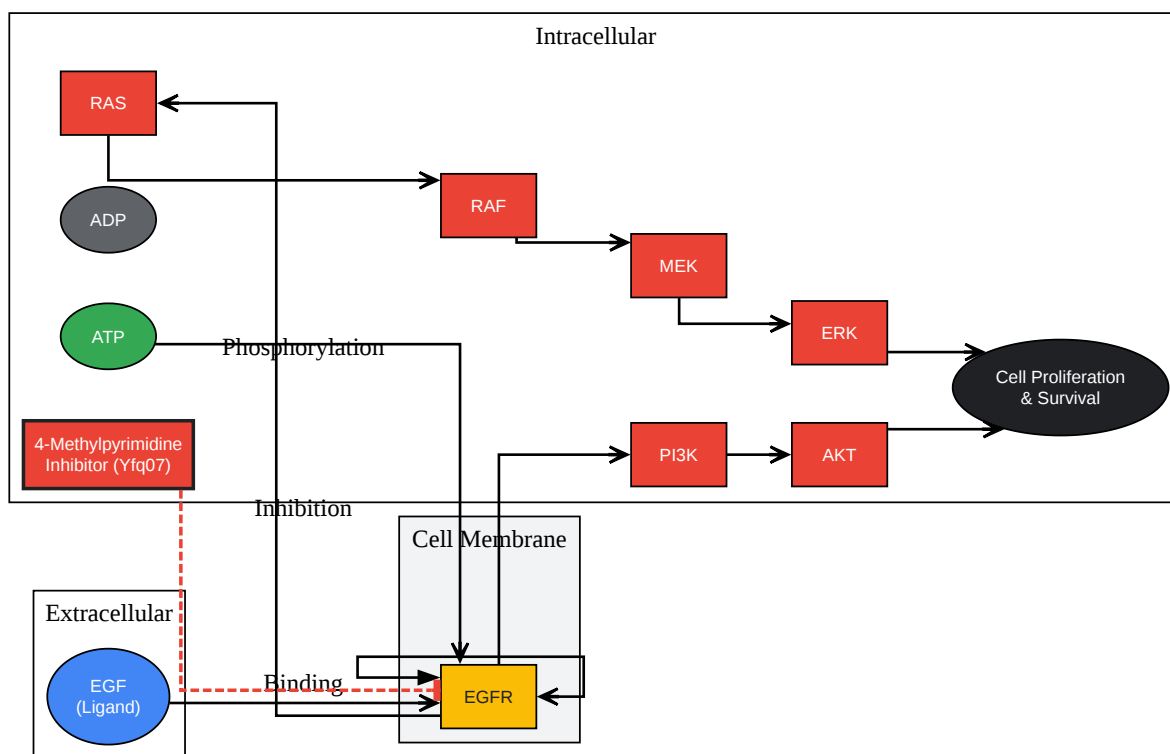 Intracellular
RAS
RAF
ADP
MEK
ATP
Phosphorylation
ERK
Cell Proliferation
& Survival
4-Methylpyrimidine
Inhibitor (Yfq07)
PI3K
AKT
Inhibition
Cell Membrane
Extracellular
EGF
(Ligand)
Binding
EGFR